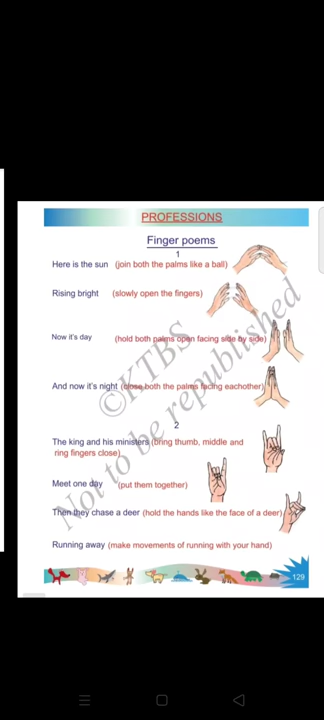 PROFESSIONS
Finger poems
1
Here is the sun (join both the palms like a ball)
Rising bright (slowly open the fingers)
Now it's day (hold both palms open facing side by side)
And now it's night (close both the palms facing eachother)
2
The king and his ministers (bring thumb, middle and
ring fingers close)
Meet one day (put them together)
Then they chase a deer (hold the hands like the face of a deer)
Running away (make movements of running with your hand)
129
©KTBS
Not to be republished